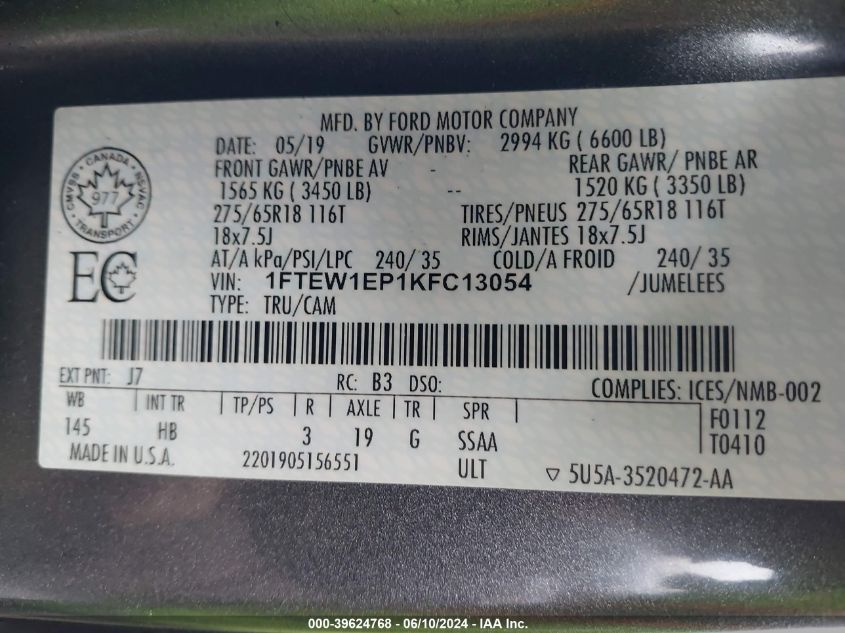 MFD. BY FORD MOTOR COMPANY
DATE: 05/19 GVWR/PNBV: 2994 KG ( 6600 LB)
FRONT GAWR/PNBE AV - REAR GAWR/ PNBE AR
1565 KG ( 3450 LB) -- 1520 KG ( 3350 LB)
275/65R18 116T TIRES/PNEUS 275/65R18 116T
18x7.5J RIMS/JANTES 18x7.5J
AT/A kPa/PSI/LPC 240/ 35 COLD/A FROID 240/ 35
VIN: 1FTEW1EP1KFC13054 /JUMELEES
TYPE: TRU/CAM
CANADA
CMVSS NSVAC
977
TRANSPORT
EC
EXT PNT: J7 RC: B3 DSO: COMPLIES: ICES/NMB-002
WB INT TR TP/PS R AXLE TR SPR F0112
145 HB 3 19 G SSAA T0410
MADE IN U.S.A. 2201905156551 ULT ▽ 5U5A-3520472-AA
000-39624768 - 06/10/2024 - IAA Inc.